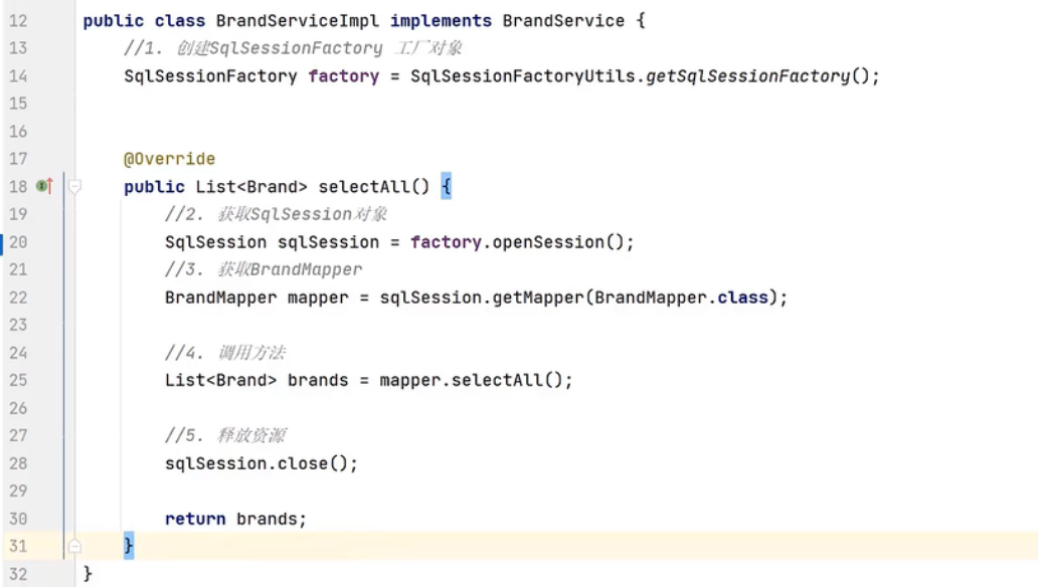 12 public class BrandServiceImpl implements BrandService {
13 //1. 创建SqlSessionFactory 工厂对象
14 SqlSessionFactory factory = SqlSessionFactoryUtils.getSqlSessionFactory();
15
16
17 @Override
18 public List<Brand> selectAll() {
19 //2. 获取SqlSession对象
20 SqlSession sqlSession = factory.openSession();
21 //3. 获取BrandMapper
22 BrandMapper mapper = sqlSession.getMapper(BrandMapper.class);
23
24 //4. 调用方法
25 List<Brand> brands = mapper.selectAll();
26
27 //5. 释放资源
28 sqlSession.close();
29
30 return brands;
31 }
32 }